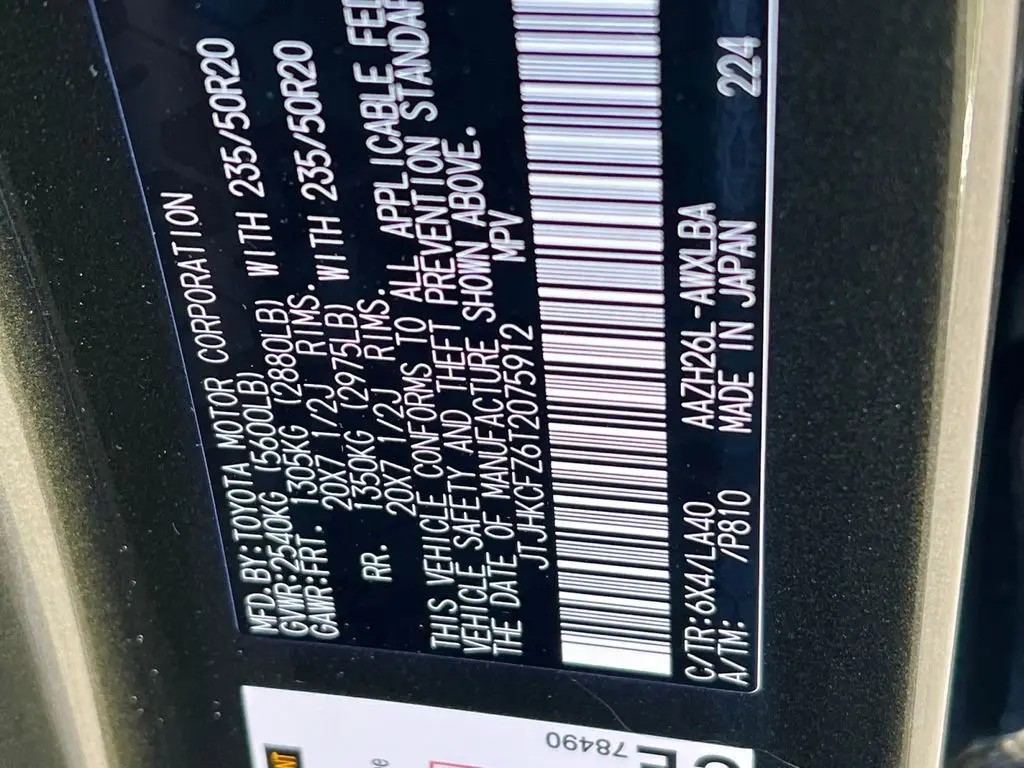 MFD.BY:TOYOTA MOTOR CORPORATION
GVWR:2540KG (5600LB)
GAWR:FRT. 1305KG (2880LB) WITH 235/50R20
20X7 1/2J RIMS.
RR. 1350KG (2975LB) WITH 235/50R20
20X7 1/2J RIMS.
THIS VEHICLE CONFORMS TO ALL APPLICABLE
VEHICLE SAFETY AND THEFT PREVENTION
THE DATE OF MANUFACTURE SHOWN ABOVE.
JTJHKCFZ6T2075912 MPV
C/TR:6X4/LA40 AAZH26L-AWXLBA 224
A/TM: /P810 MADE IN JAPAN
78490